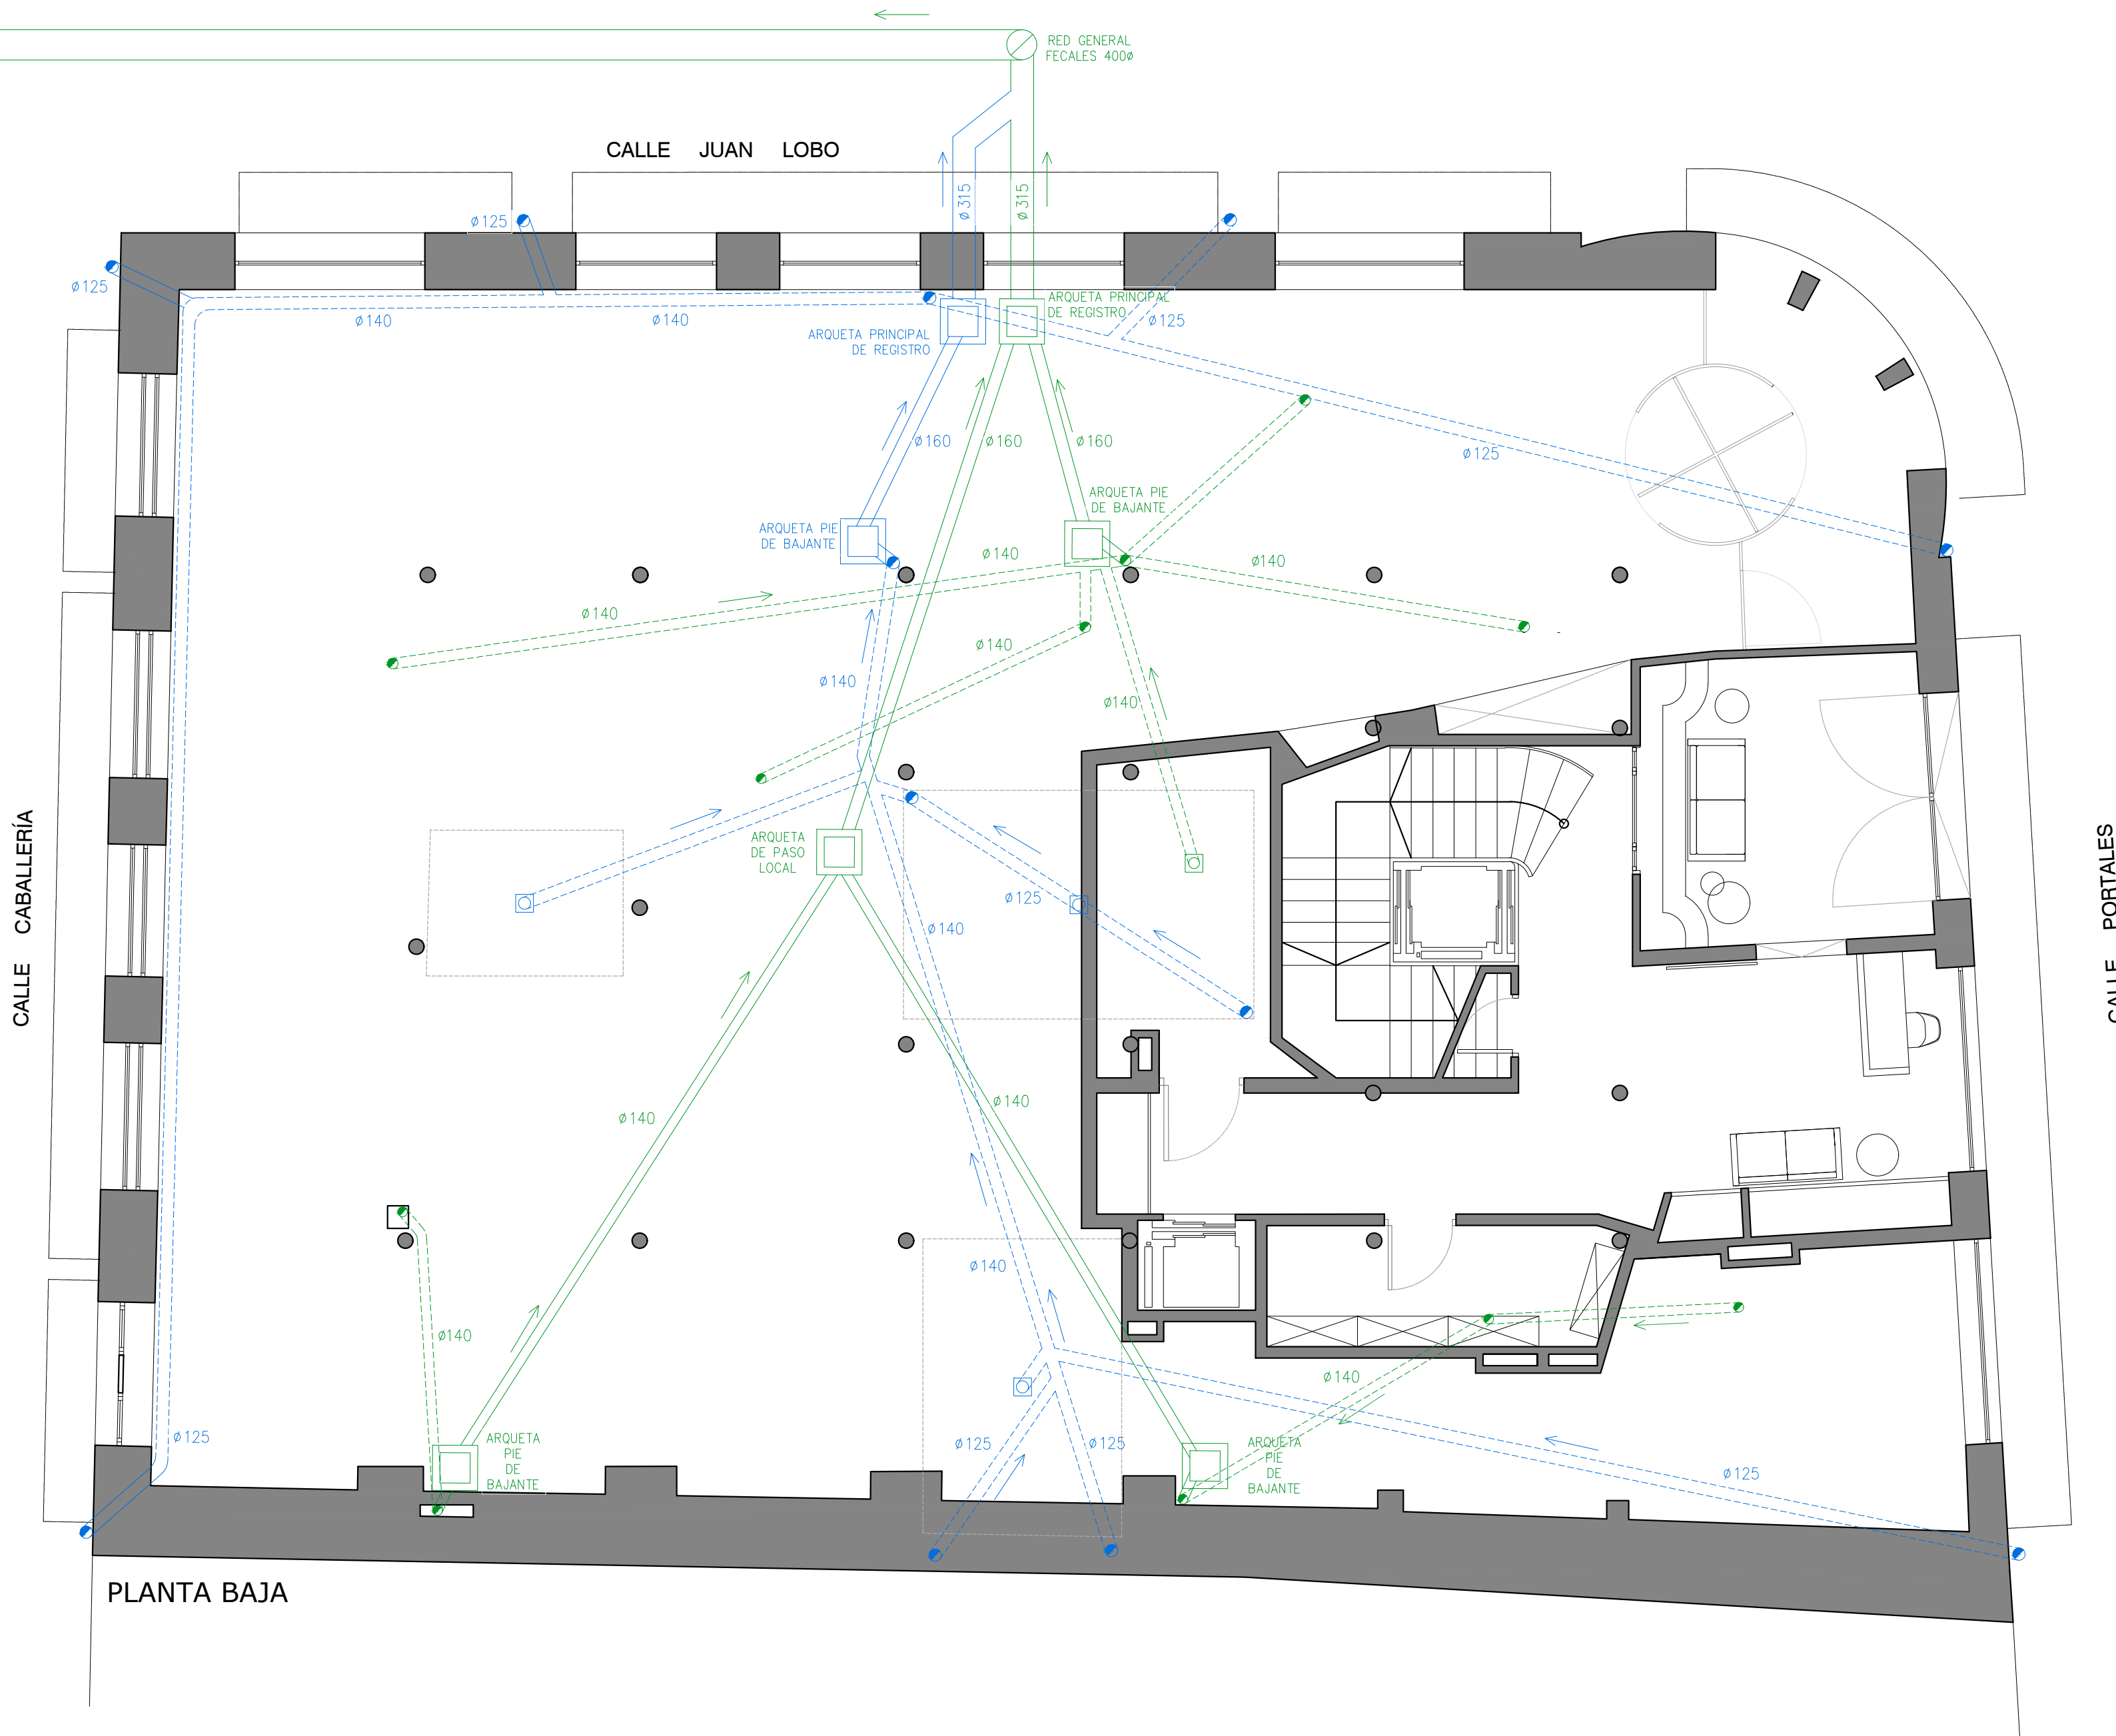 RED GENERAL
FECALES 400ø
CALLE JUAN LOBO
ø315
ø315
ø125
ø125
ø140
ø140
ARQUETA PRINCIPAL
DE REGISTRO
ARQUETA PRINCIPAL
DE REGISTRO
ø125
ø160
ø160
ø160
ø125
ARQUETA PIE
DE BAJANTE
ARQUETA PIE
DE BAJANTE
ø140
ø140
ø140
ø140
ø140
ø140
CALLE CABALLERÍA
CALLE PORTALES
ARQUETA
DE PASO
LOCAL
ø125
ø140
ø140
ø140
ø140
ø140
ø140
ø125
ARQUETA
PIE
DE
BAJANTE
ø125
ø125
ARQUETA
PIE
DE
BAJANTE
ø125
PLANTA BAJA